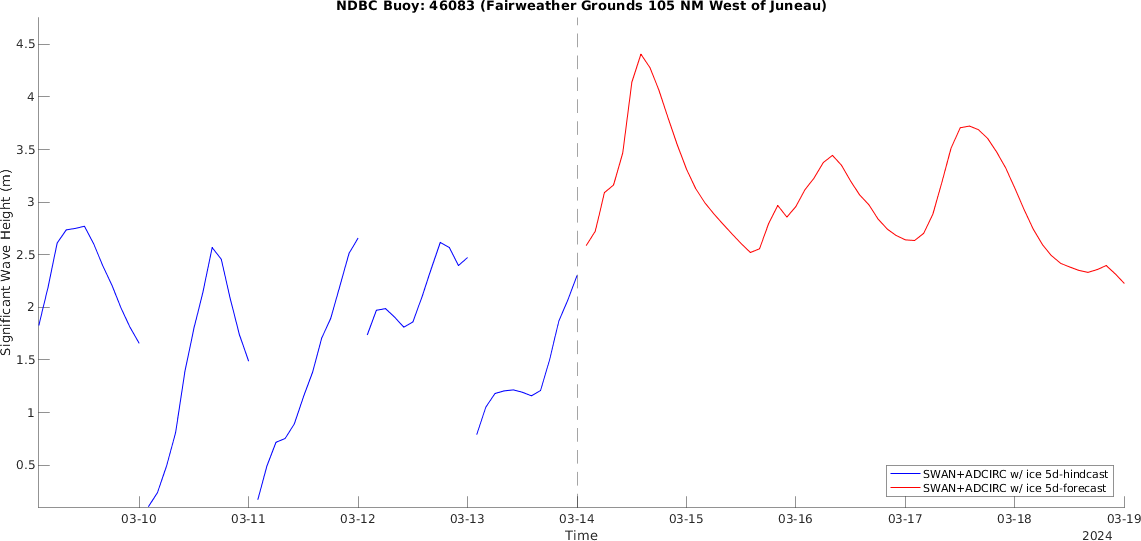 NDBC Buoy: 46083 (Fairweather Grounds 105 NM West of Juneau)
Significant Wave Height (m)
4.5
4
3.5
3
2.5
2
1.5
1
0.5
SWAN+ADCIRC w/ ice 5d-hindcast
SWAN+ADCIRC w/ ice 5d-forecast
03-10 03-11 03-12 03-13 03-14 03-15 03-16 03-17 03-18 03-19
Time
2024